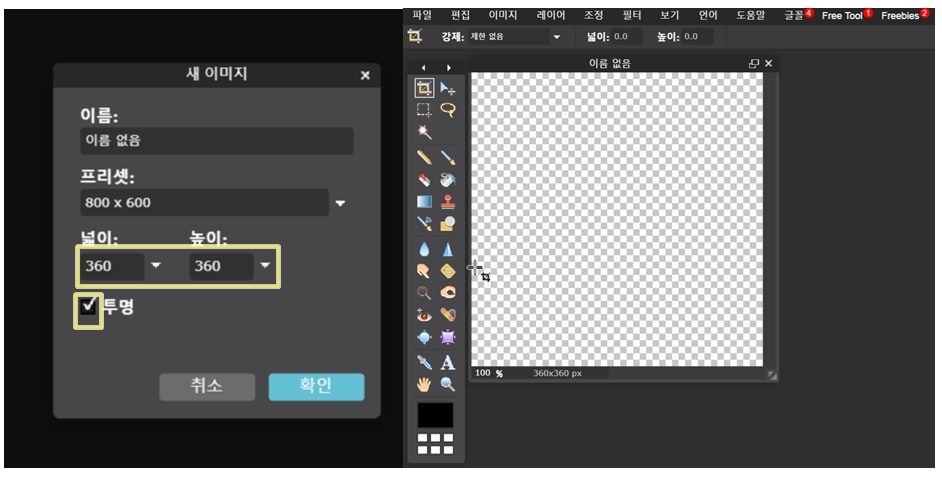 새 이미지
이름:
이름 없음
프리셋:
800 x 600
넓이: 높이:
360 360
투명
취소 확인
파일 편집 이미지 레이어 조정 필터 보기 언어 도움말 글꼴 4 Free Tool 1 Freebies 2
강제: 제한 없음 넓이: 0.0 높이: 0.0
이름 없음
A
100 % 360x360 px